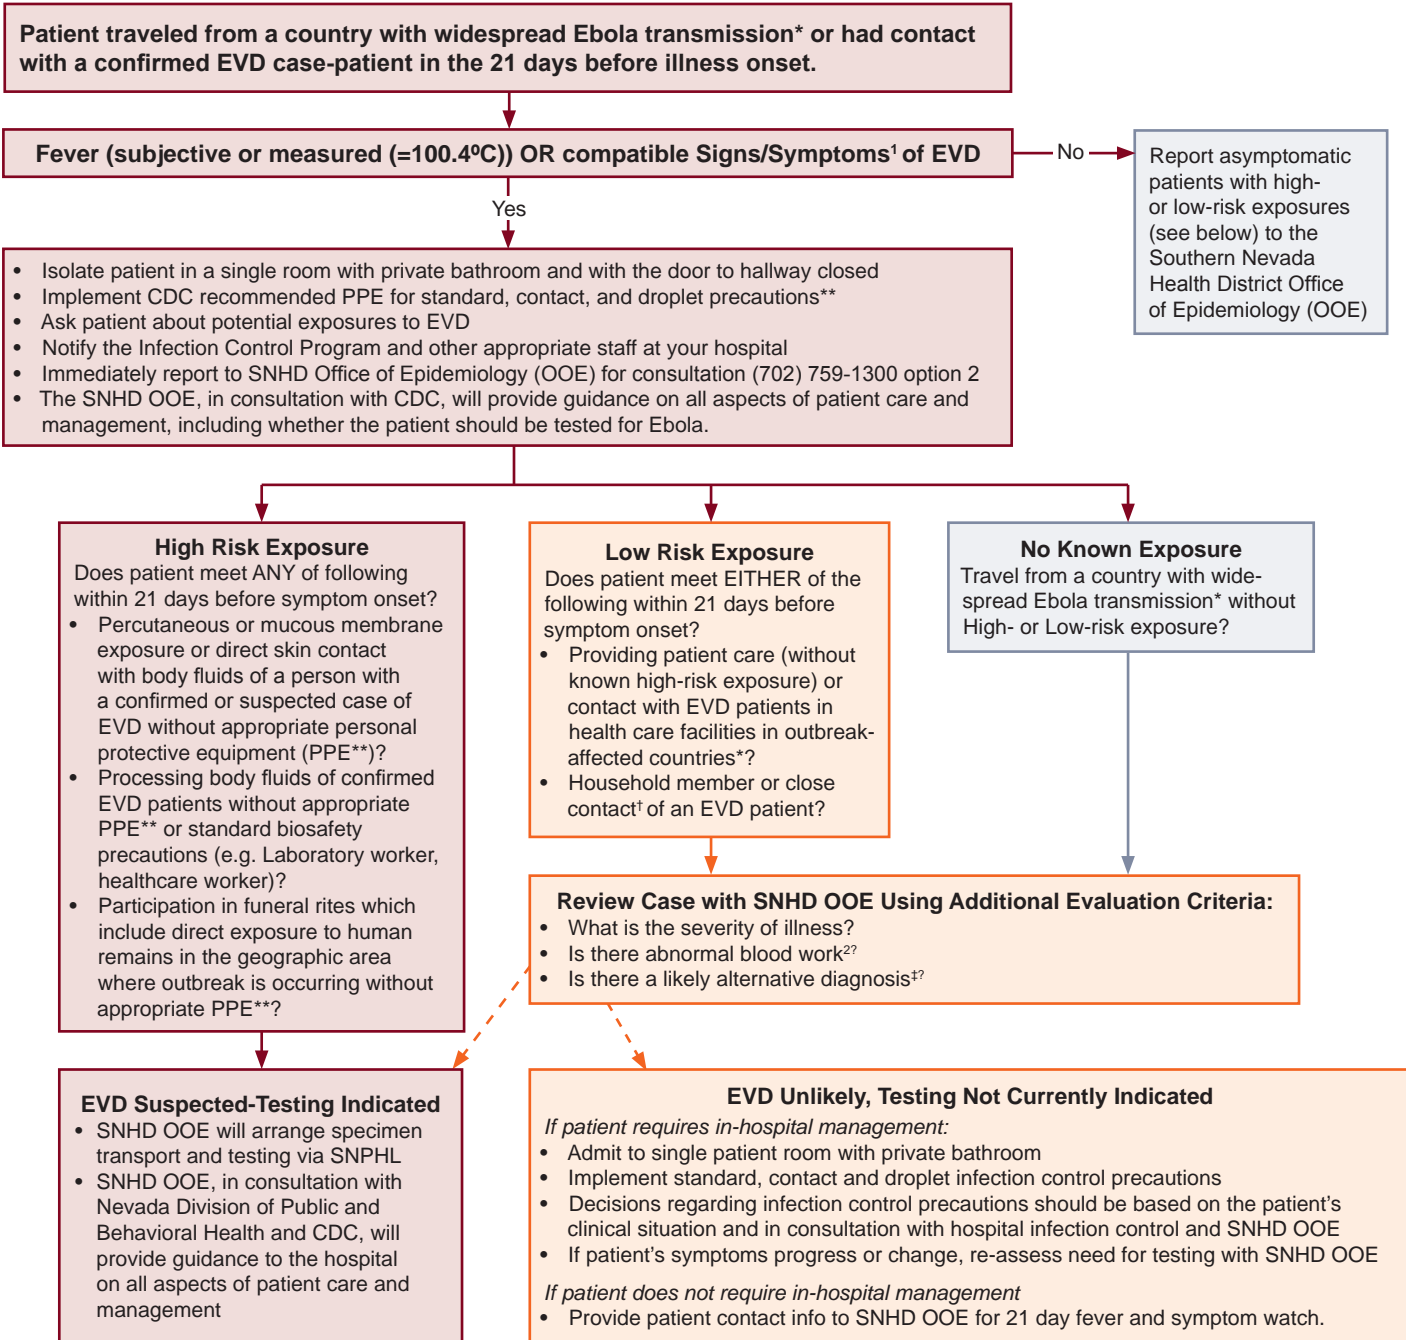 Patient traveled from a country with widespread Ebola transmission* or had contact
with a confirmed EVD case-patient in the 21 days before illness onset.
Fever (subjective or measured (=100.4ºC)) OR compatible Signs/Symptoms¹ of EVD
No
Report asymptomatic
patients with high-
or low-risk exposures
(see below) to the
Southern Nevada
Health District Office
of Epidemiology (OOE)
Yes
• Isolate patient in a single room with private bathroom and with the door to hallway closed
• Implement CDC recommended PPE for standard, contact, and droplet precautions**
• Ask patient about potential exposures to EVD
• Notify the Infection Control Program and other appropriate staff at your hospital
• Immediately report to SNHD Office of Epidemiology (OOE) for consultation (702) 759-1300 option 2
• The SNHD OOE, in consultation with CDC, will provide guidance on all aspects of patient care and
management, including whether the patient should be tested for Ebola.
High Risk Exposure
Does patient meet ANY of following
within 21 days before symptom onset?
• Percutaneous or mucous membrane
exposure or direct skin contact
with body fluids of a person with
a confirmed or suspected case of
EVD without appropriate personal
protective equipment (PPE**)?
• Processing body fluids of confirmed
EVD patients without appropriate
PPE** or standard biosafety
precautions (e.g. Laboratory worker,
healthcare worker)?
• Participation in funeral rites which
include direct exposure to human
remains in the geographic area
where outbreak is occurring without
appropriate PPE**?
Low Risk Exposure
Does patient meet EITHER of the
following within 21 days before
symptom onset?
• Providing patient care (without
known high-risk exposure) or
contact with EVD patients in
health care facilities in outbreak-
affected countries*?
• Household member or close
contact† of an EVD patient?
No Known Exposure
Travel from a country with wide-
spread Ebola transmission* without
High- or Low-risk exposure?
Review Case with SNHD OOE Using Additional Evaluation Criteria:
• What is the severity of illness?
• Is there abnormal blood work²?
• Is there a likely alternative diagnosis‡?
EVD Suspected-Testing Indicated
• SNHD OOE will arrange specimen
transport and testing via SNPHL
• SNHD OOE, in consultation with
Nevada Division of Public and
Behavioral Health and CDC, will
provide guidance to the hospital
on all aspects of patient care and
management
EVD Unlikely, Testing Not Currently Indicated
If patient requires in-hospital management:
• Admit to single patient room with private bathroom
• Implement standard, contact and droplet infection control precautions
• Decisions regarding infection control precautions should be based on the patient’s
clinical situation and in consultation with hospital infection control and SNHD OOE
• If patient’s symptoms progress or change, re-assess need for testing with SNHD OOE
If patient does not require in-hospital management
• Provide patient contact info to SNHD OOE for 21 day fever and symptom watch.